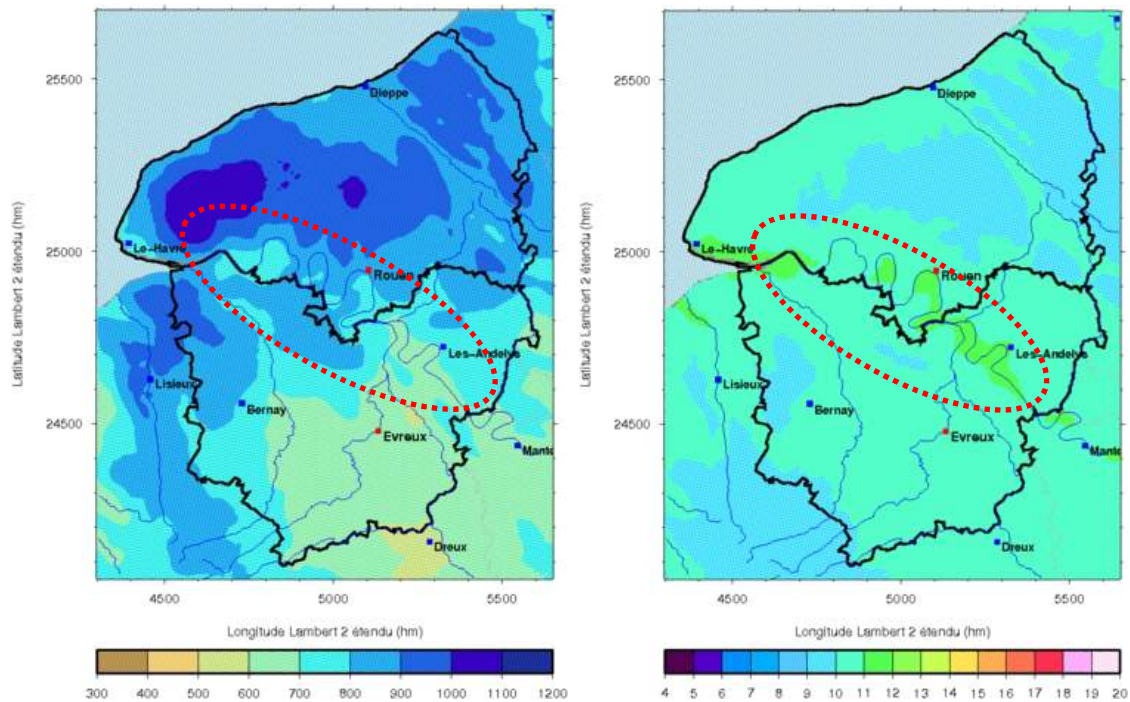 25500
Dieppe
Latitude Lambert 2 étendu (hm)
25000
Le-Havre
Rouen
Les-Andelys
Lisieux
Bernay
24500
Evreux
Dreux
4500 5000 5500
Longitude Lambert 2 étendu (hm)
300 400 500 600 700 800 900 1000 1100 1200
25500
Dieppe
Latitude Lambert 2 étendu (hm)
25000
Le-Havre
Rouen
Les-Andelys
Lisieux
Bernay
24500
Evreux
Dreux
4500 5000 5500
Longitude Lambert 2 étendu (hm)
4 5 6 7 8 9 10 11 12 13 14 15 16 17 18 19 20